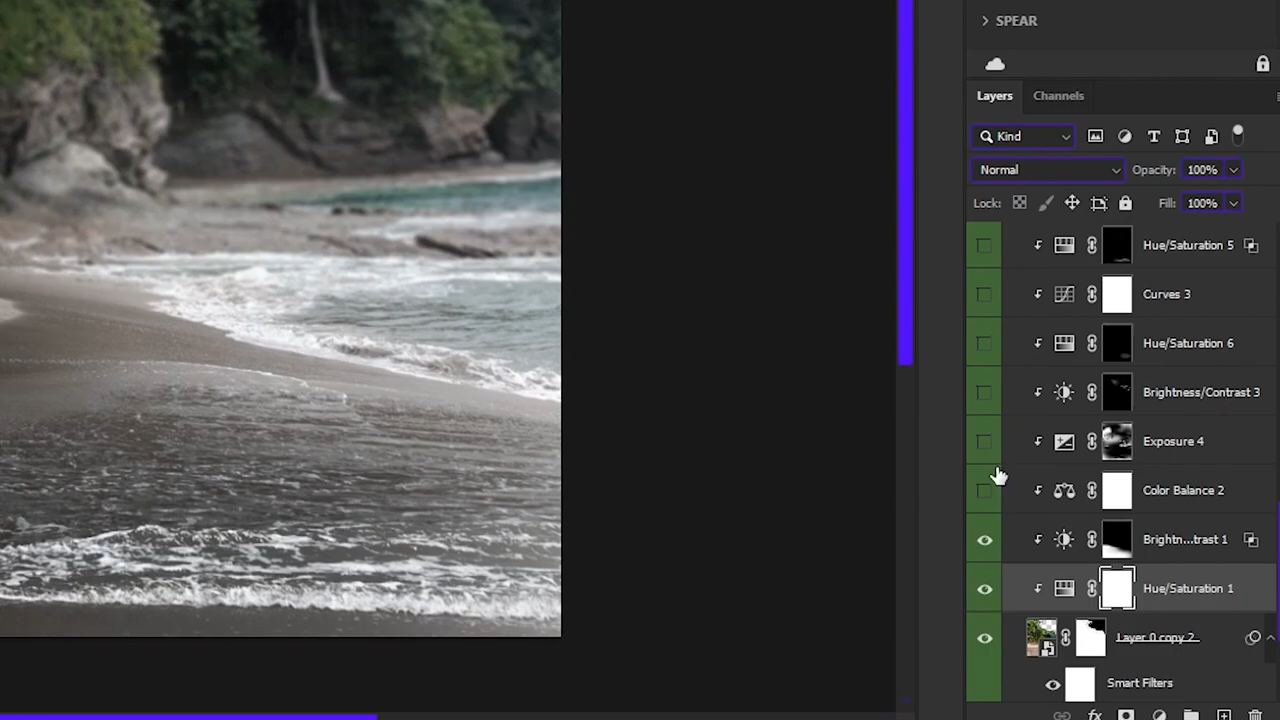 SPEAR
Layers Channels
Kind
Normal Opacity: 100%
Lock: Fill: 100%
Hue/Saturation 5
Curves 3
Hue/Saturation 6
Brightness/Contrast 3
Exposure 4
Color Balance 2
Brightn...trast 1
Hue/Saturation 1
Layer 0 copy 2
Smart Filters
fx